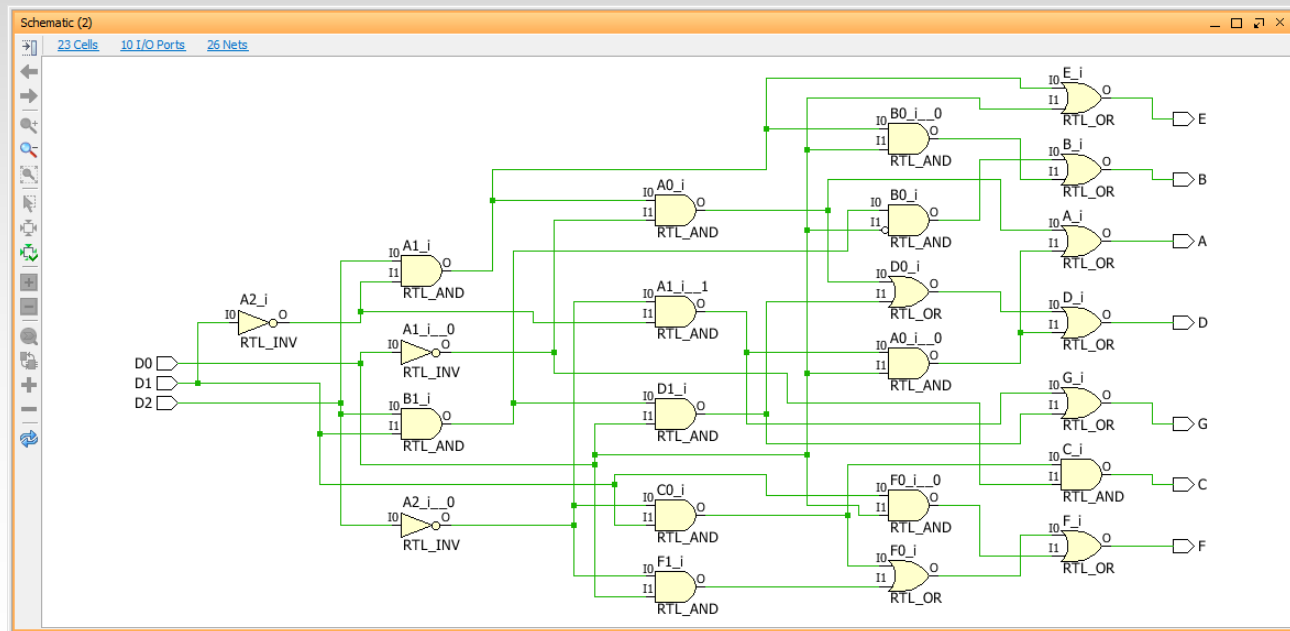 Schematic (2)
23 Cells 10 I/O Ports 26 Nets
E_i
I0
I1
O
RTL_OR
E
B0_i__0
I0
I1
O
RTL_AND
B_i
I0
I1
O
RTL_OR
B
A0_i
I0
I1
O
RTL_AND
B0_i
I0
I1
O
RTL_AND
A_i
I0
I1
O
RTL_OR
A
A1_i
I0
I1
O
RTL_AND
D0_i
I0
I1
O
RTL_OR
A2_i
I0
O
RTL_INV
A1_i__1
I0
I1
O
RTL_AND
D_i
I0
I1
O
RTL_OR
D
A1_i__0
I0
O
RTL_INV
A0_i__0
I0
I1
O
RTL_AND
D0
D1
D2
B1_i
I0
I1
O
RTL_AND
D1_i
I0
I1
O
RTL_AND
G_i
I0
I1
O
RTL_OR
G
C_i
I0
I1
O
RTL_AND
C
A2_i__0
I0
O
RTL_INV
C0_i
I0
I1
O
RTL_AND
F0_i__0
I0
I1
O
RTL_AND
F_i
I0
I1
O
RTL_OR
F
F1_i
I0
I1
O
RTL_AND
F0_i
I0
I1
O
RTL_OR